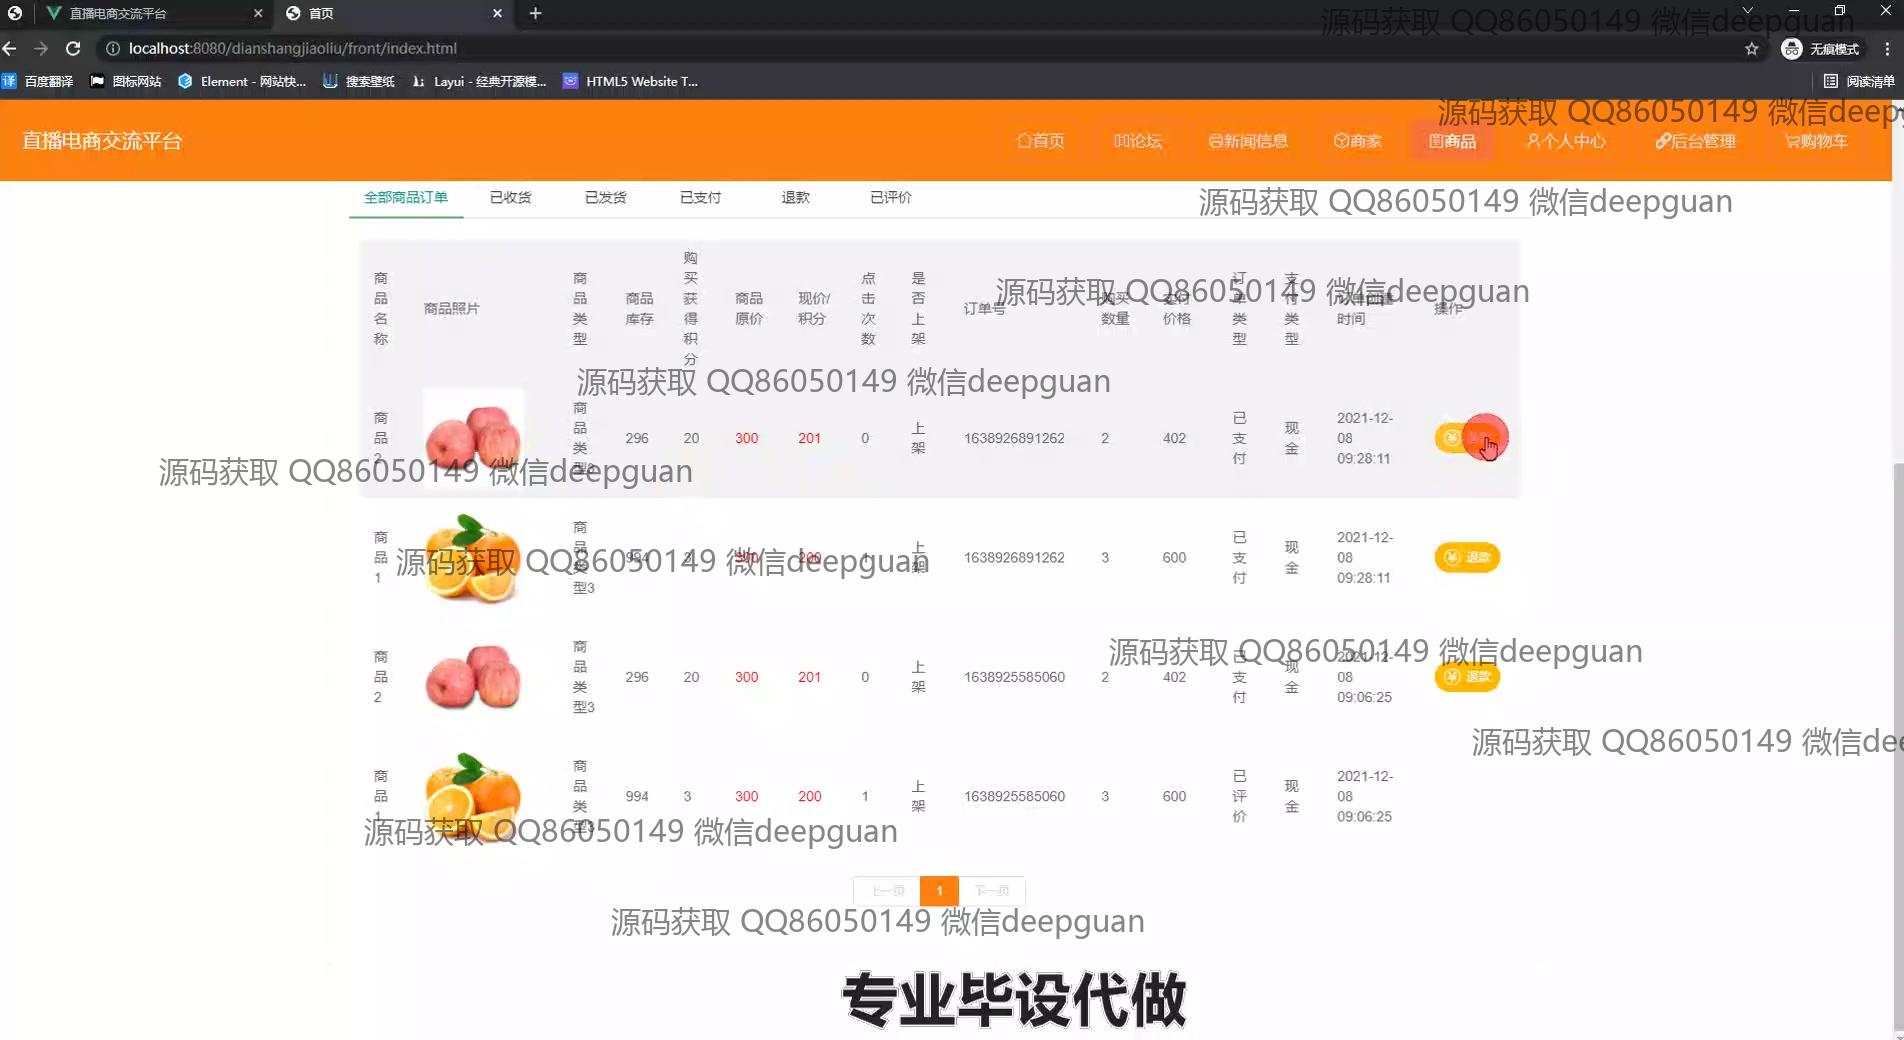 直播电商交流平台
首页
源码获取 QQ86050149 微信deepguan
localhost:8080/dianshangjiaoliu/front/index.html
无痕模式
百度翻译
图标网站
Element - 网站快...
搜索壁纸
Layui - 经典开源模...
HTML5 Website T...
阅读清单
源码获取 QQ86050149 微信deepg
直播电商交流平台
首页
论坛
新闻信息
商家
商品
个人中心
后台管理
购物车
全部商品订单
已收货
已发货
已支付
退款
已评价
源码获取 QQ86050149 微信deepguan
商品名称
商品照片
商品类型
商品库存
购买获得积分
商品原价
现价/积分
点击次数
是否上架
订单号
购买数量
支付价格
订单类型
支付类型
订单创建时间
操作
源码获取 QQ86050149 微信deepguan
源码获取 QQ86050149 微信deepguan
商品2
商品类型3
296
20
300
201
0
上架
1638926891262
2
402
已支付
现金
2021-12-08 09:28:11
源码获取 QQ86050149 微信deepguan
商品1
商品类型3
994
3
300
200
1
上架
1638926891262
3
600
已支付
现金
2021-12-08 09:28:11
退款
源码获取 QQ86050149 微信deepguan
商品2
商品类型3
296
20
300
201
0
上架
1638925585060
2
402
已支付
现金
2021-12-08 09:06:25
退款
源码获取 QQ86050149 微信deepguan
源码获取 QQ86050149 微信dee
商品1
商品类型3
994
3
300
200
1
上架
1638925585060
3
600
已评价
现金
2021-12-08 09:06:25
源码获取 QQ86050149 微信deepguan
上一页
1
下一页
源码获取 QQ86050149 微信deepguan
专业毕设代做